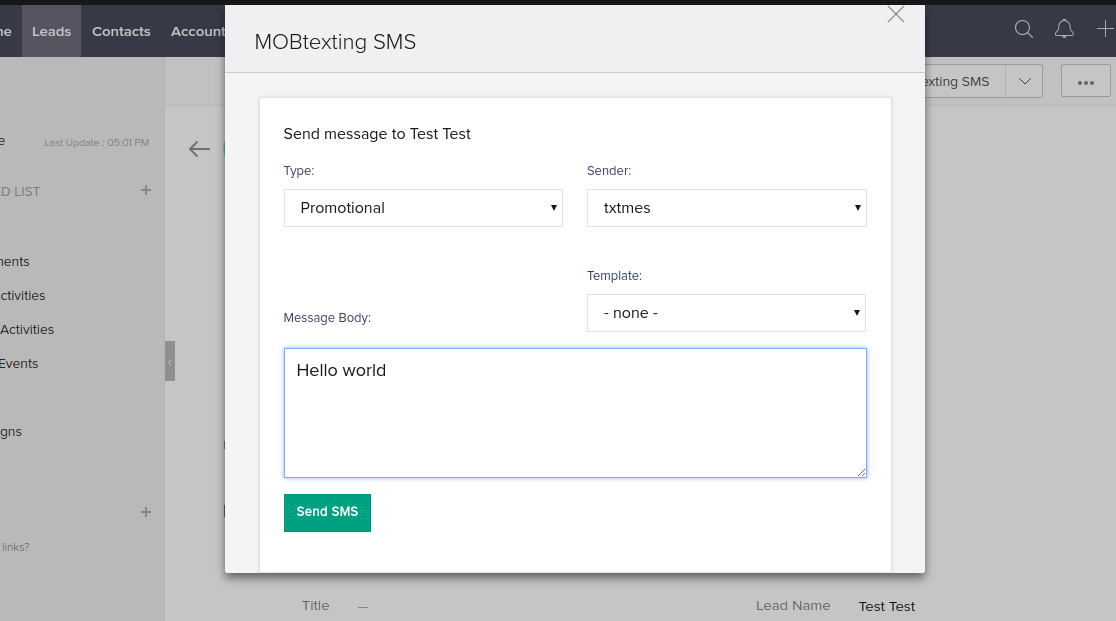 ne Leads Contacts Account
MOBtexting SMS
exting SMS
e Last Update : 05:01 PM
D LIST
nents
ctivities
Activities
Events
gns
links?
Send message to Test Test
Type: Sender:
Promotional txtmes
Template:
Message Body: - none -
Hello world
Send SMS
Title — Lead Name Test Test